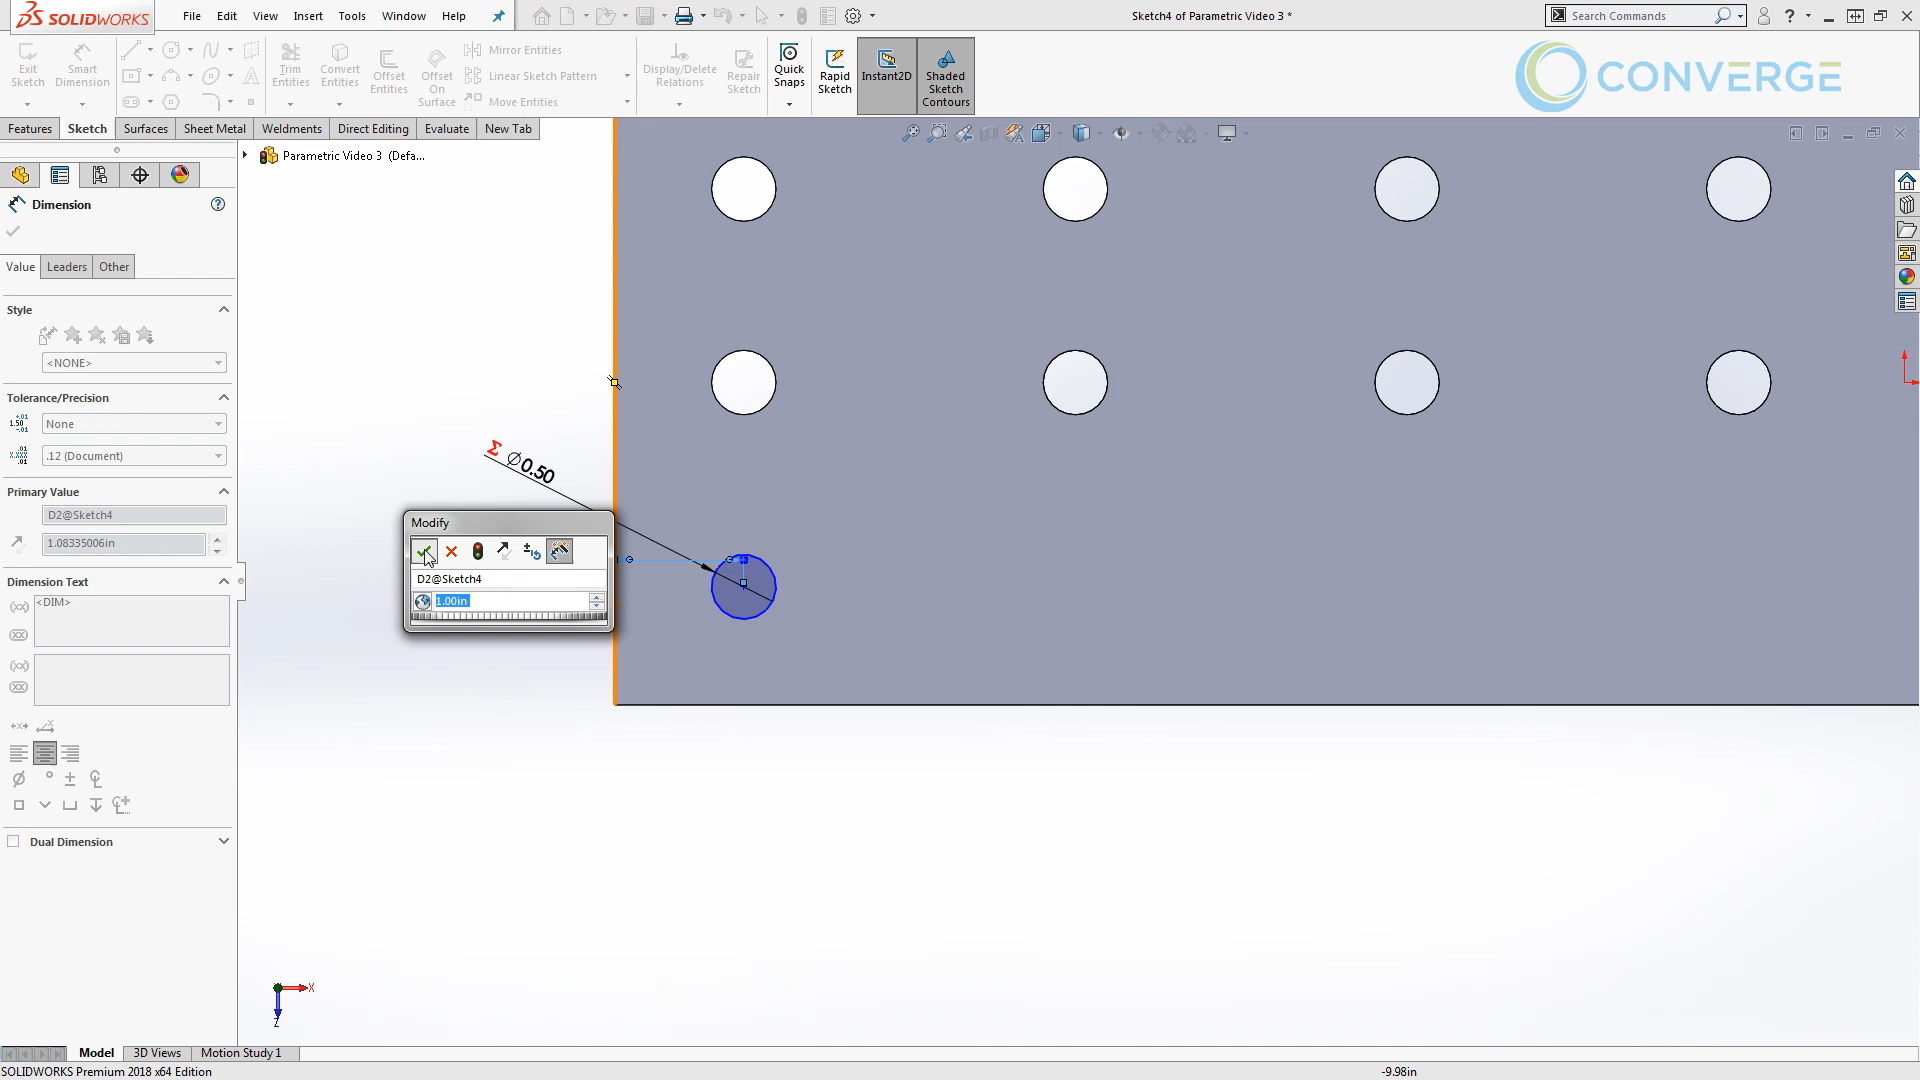 SOLIDWORKS
File Edit View Insert Tools Window Help
Sketch4 of Parametric Video 3 *
Search Commands
Exit Sketch
Smart Dimension
Trim Entities
Convert Entities
Offset Entities
Offset On Surface
Mirror Entities
Linear Sketch Pattern
Move Entities
Display/Delete Relations
Repair Sketch
Quick Snaps
Rapid Sketch
Instant2D
Shaded Sketch Contours
CONVERGE
Features Sketch Surfaces Sheet Metal Weldments Direct Editing Evaluate New Tab
Parametric Video 3 (Defa...
Dimension
Value Leaders Other
Style
<NONE>
Tolerance/Precision
None
.12 (Document)
Primary Value
D2@Sketch4
1.08335006in
Dimension Text
<DIM>
Dual Dimension
Σ ∅0.50
Modify
D2@Sketch4
1.00in
X
Z
Model 3D Views Motion Study 1
SOLIDWORKS Premium 2018 x64 Edition
-9.98in